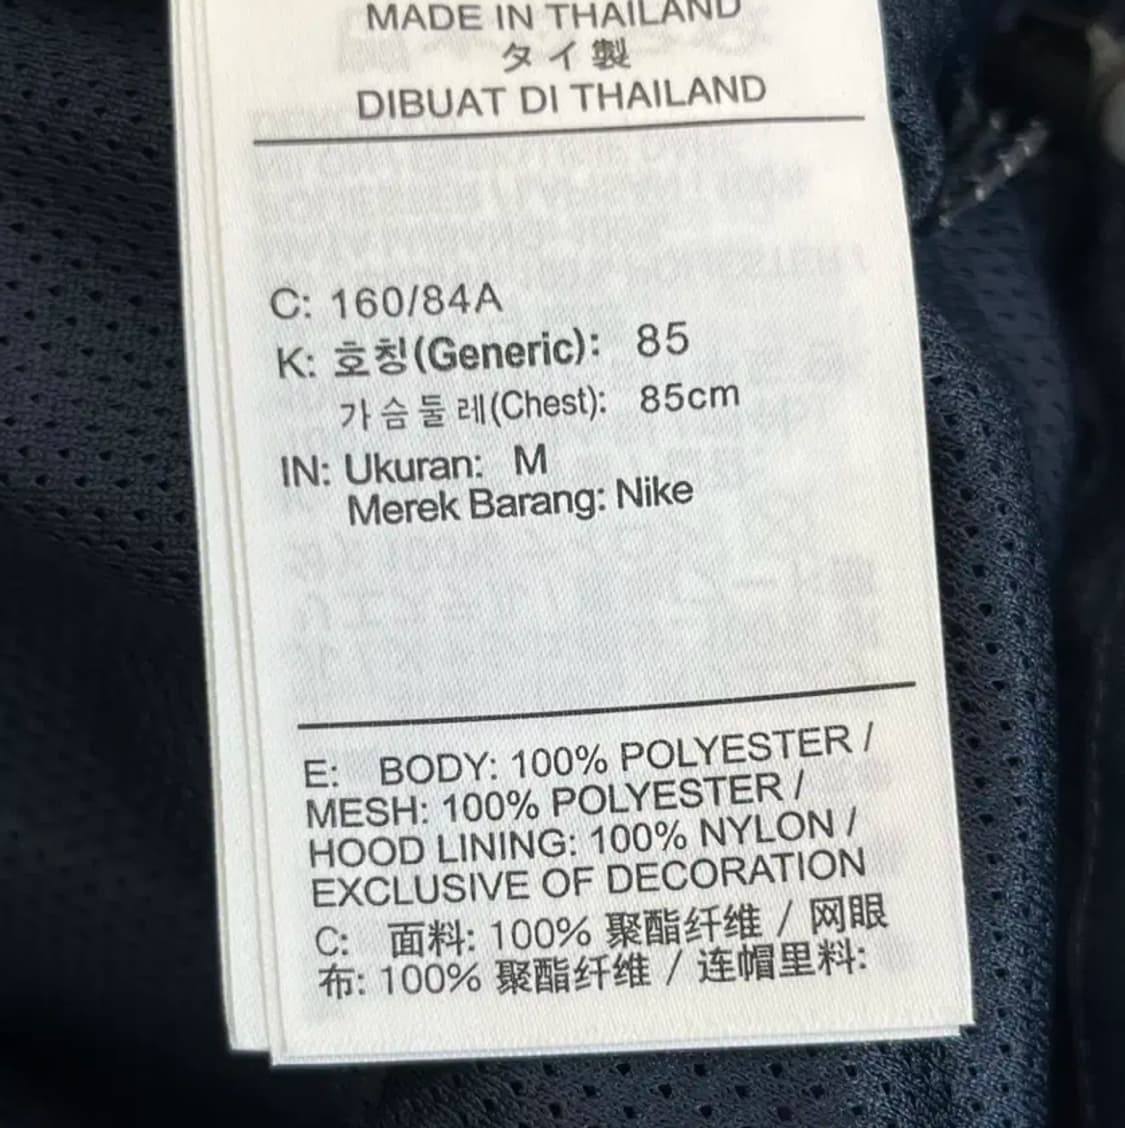 MADE IN THAILAND
タイ製
DIBUAT DI THAILAND
C: 160/84A
K: 호칭(Generic): 85
가슴둘레(Chest): 85cm
IN: Ukuran: M
Merek Barang: Nike
E: BODY: 100% POLYESTER /
MESH: 100% POLYESTER /
HOOD LINING: 100% NYLON /
EXCLUSIVE OF DECORATION
C: 面料: 100% 聚酯纤维 / 网眼
布: 100% 聚酯纤维 / 连帽里料: